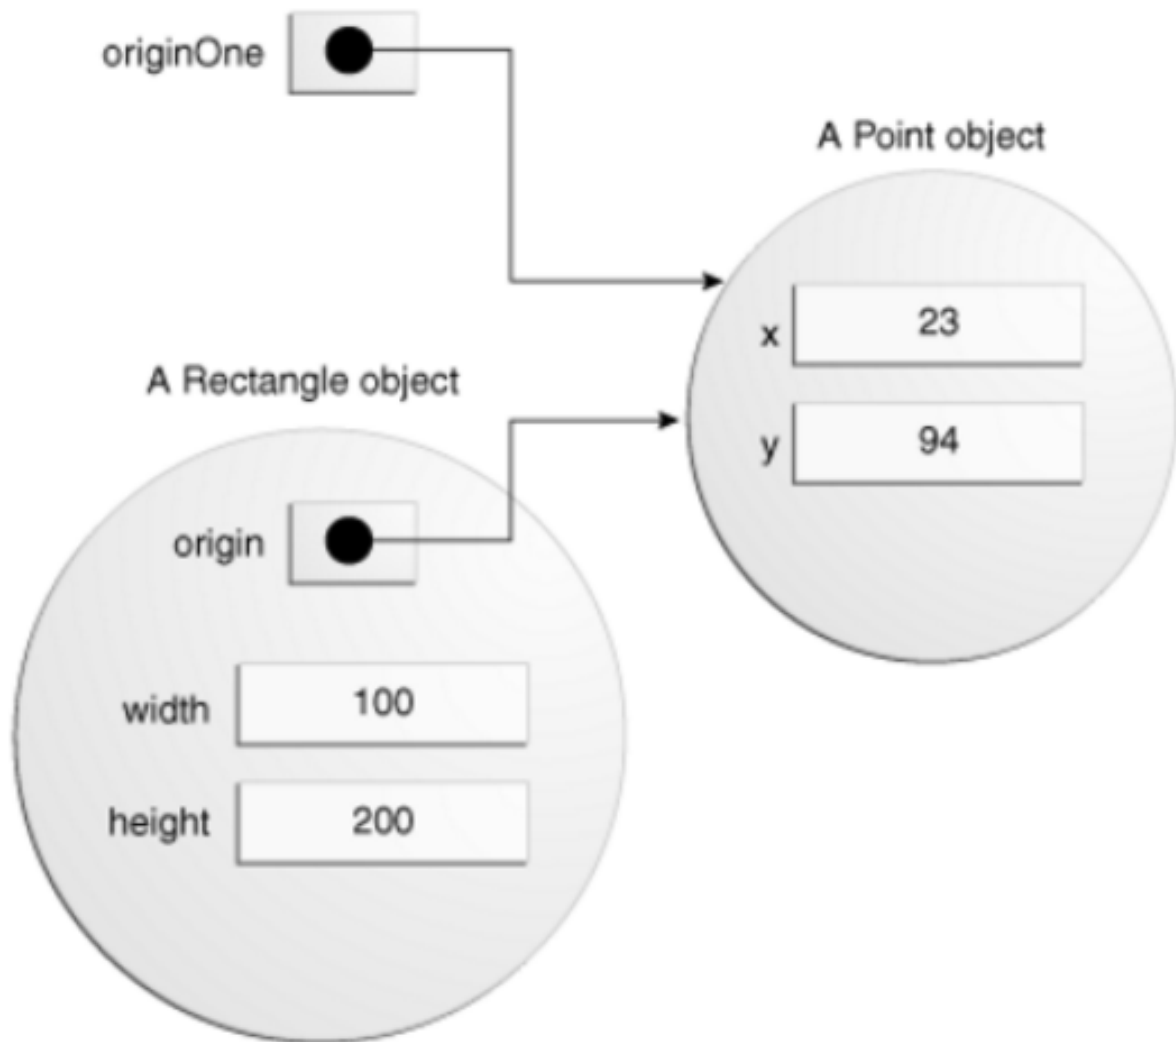 originOne
A Point object
x 23
y 94
A Rectangle object
origin
width 100
height 200